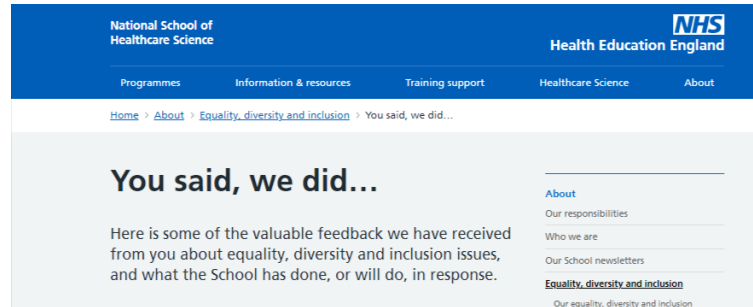 National School of
Healthcare Science
NHS
Health Education England
Programmes Information & resources Training support Healthcare Science About
Home > About > Equality, diversity and inclusion > You said, we did...
You said, we did...
Here is some of the valuable feedback we have received
from you about equality, diversity and inclusion issues,
and what the School has done, or will do, in response.
About
Our responsibilities
Who we are
Our School newsletters
Equality, diversity and inclusion
Our equality, diversity and inclusion